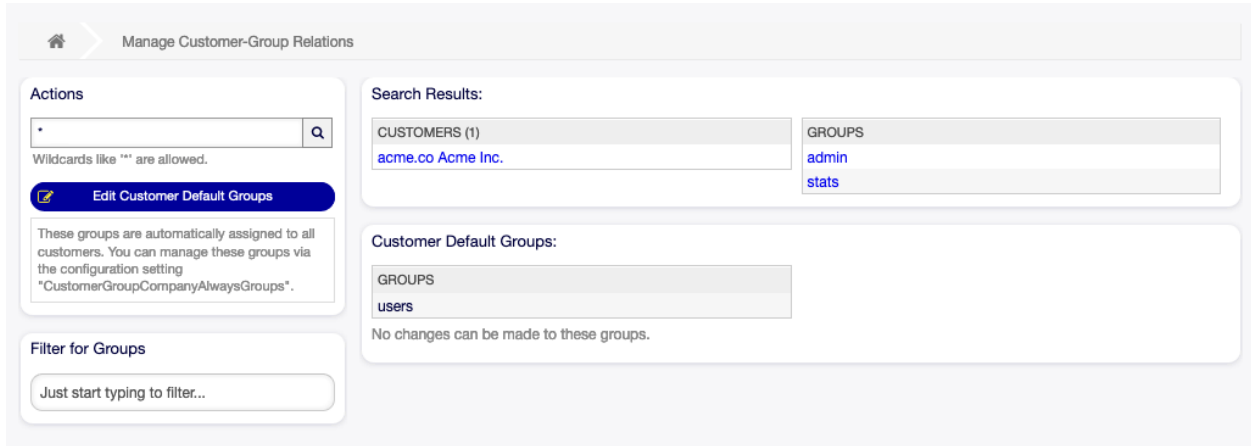 Manage Customer-Group Relations
Actions
*
Wildcards like '*' are allowed.
Edit Customer Default Groups
These groups are automatically assigned to all
customers. You can manage these groups via
the configuration setting
"CustomerGroupCompanyAlwaysGroups".
Filter for Groups
Just start typing to filter...
Search Results:
CUSTOMERS (1)
acme.co Acme Inc.
GROUPS
admin
stats
Customer Default Groups:
GROUPS
users
No changes can be made to these groups.